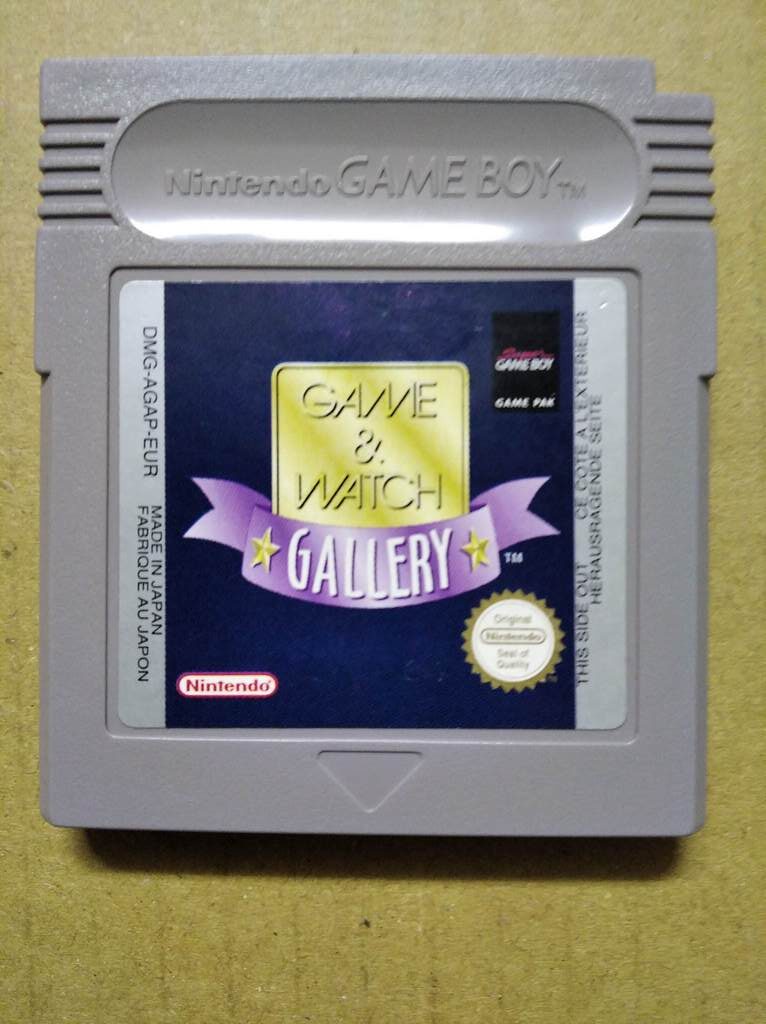 Nintendo GAME BOY TM
DMG-AGAP-EUR
MADE IN JAPAN
FABRIQUE AU JAPON
Super
GAME BOY
GAME PAK
GAME
&
WATCH
GALLERY TM
Nintendo
Original
Nintendo
Seal of
Quality
THIS SIDE OUT CE COTE A L'EXTERIEUR
HERAUSRAGENDE SEITE